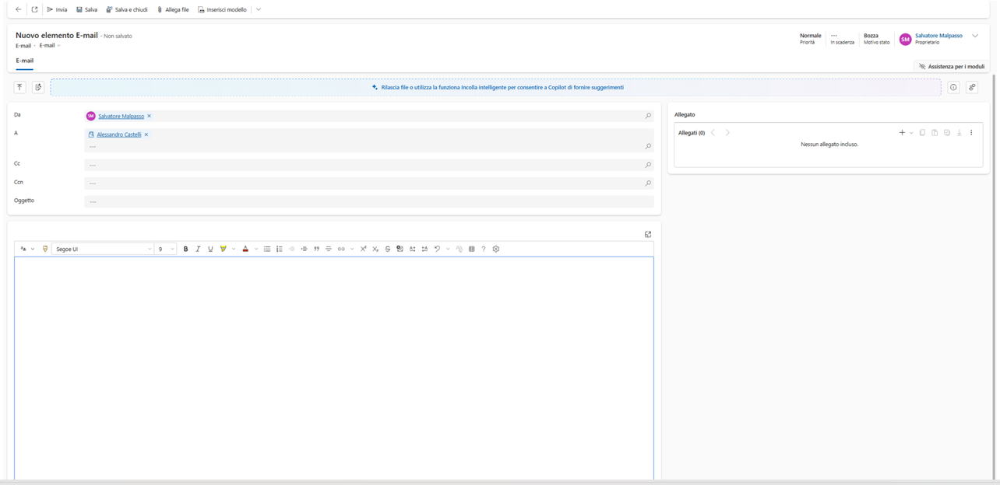 Invia Salva Salva e chiudi Allega file Inserisci modello
Nuovo elemento E-mail - Non salvato
E-mail · E-mail
Normale
Priorità
---
In scadenza
Bozza
Motivo stato
SM
Salvatore Malpasso
Proprietario
E-mail
Assistenza per i moduli
Rilascia file o utilizza la funziona Incolla intelligente per consentire a Copilot di fornire suggerimenti
Da
SM Salvatore Malpasso
A
Alessandro Castelli
---
Cc
---
Ccn
---
Oggetto
---
Allegato
Allegati (0)
Nessun allegato incluso.
Segoe UI 9